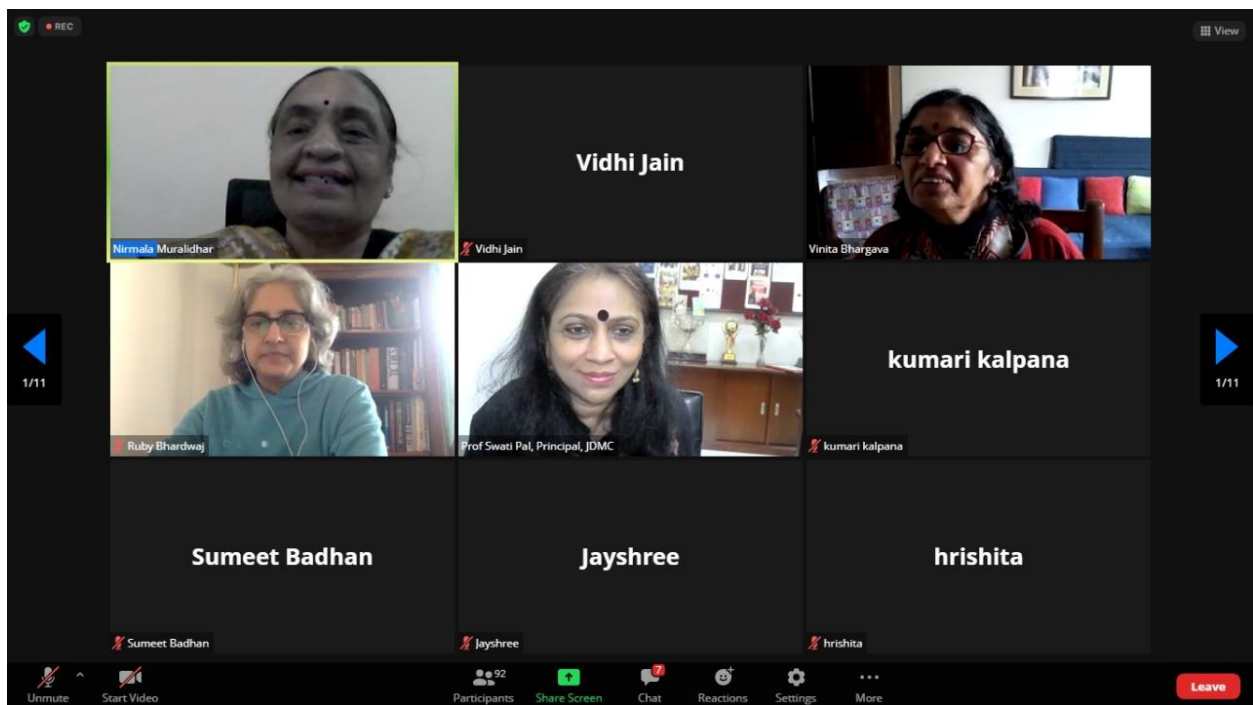 REC
View
Vidhi Jain
Nirmala Muralidhar
Vidhi Jain
Vinita Bhargava
kumari kalpana
1/11
1/11
Ruby Bhardwaj
Prof Swati Pal, Principal, JDMC
kumari kalpana
Sumeet Badhan
Jayshree
hrishita
Sumeet Badhan
Jayshree
hrishita
92
7
Unmute
Start Video
Participants
Share Screen
Chat
Reactions
Settings
More
Leave